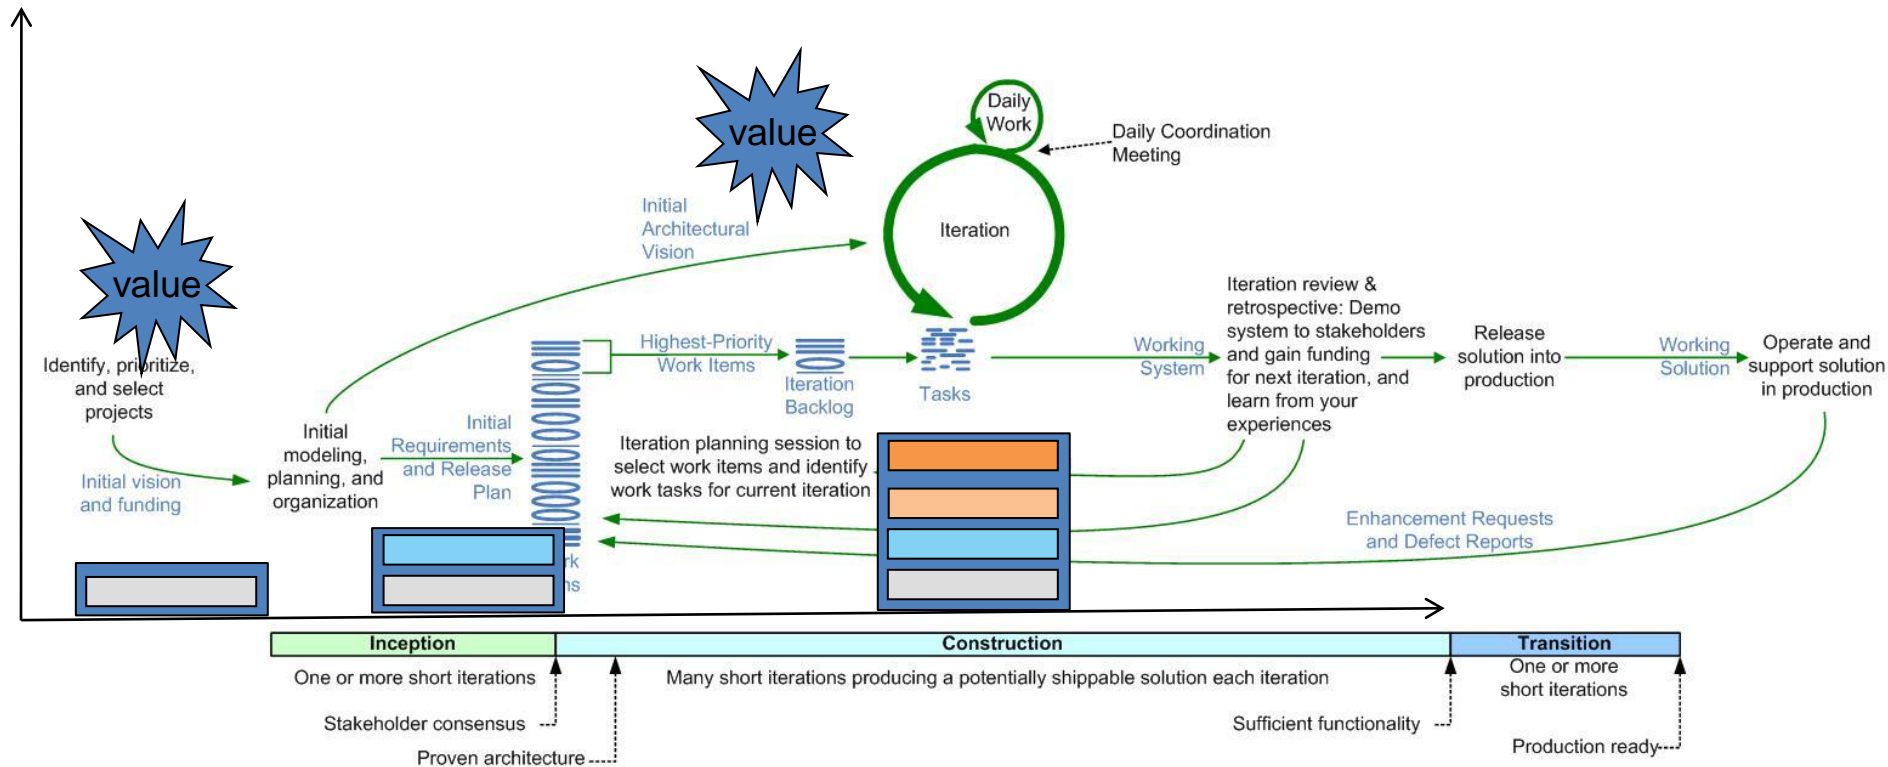 value
Daily
Work
Daily Coordination
Meeting
Initial
Architectural
Vision
Iteration
value
Identify, prioritize,
and select
projects
Initial vision
and funding
Initial
modeling,
planning, and
organization
Initial
Requirements
and Release
Plan
Highest-Priority
Work Items
Iteration
Backlog
Tasks
Iteration planning session to
select work items and identify
work tasks for current iteration
Working
System
Iteration review &
retrospective: Demo
system to stakeholders
and gain funding
for next iteration, and
learn from your
experiences
Release
solution into
production
Working
Solution
Operate and
support solution
in production
Enhancement Requests
and Defect Reports
Inception
Construction
Transition
One or more short iterations
Many short iterations producing a potentially shippable solution each iteration
One or more
short iterations
Stakeholder consensus
Sufficient functionality
Proven architecture
Production ready